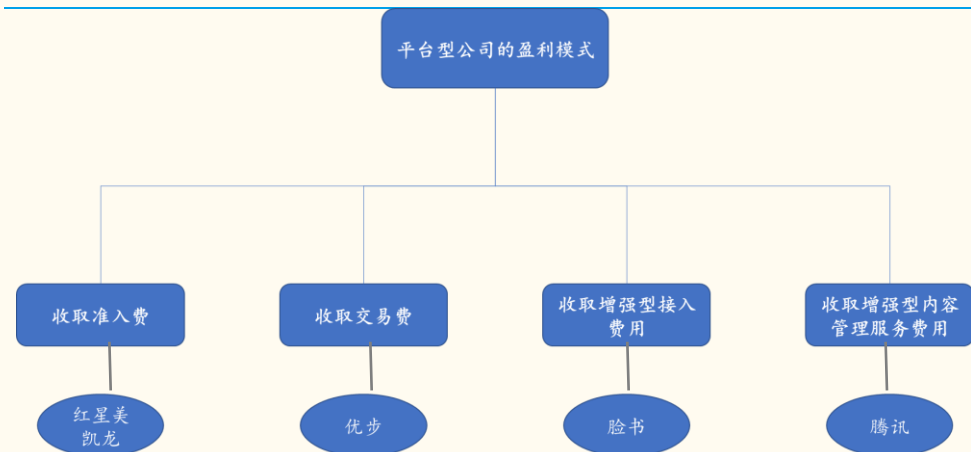 平台型公司的盈利模式
收取准入费
收取交易费
收取增强型接入
费用
收取增强型内容
管理服务费用
红星美
凯龙
优步
脸书
腾讯